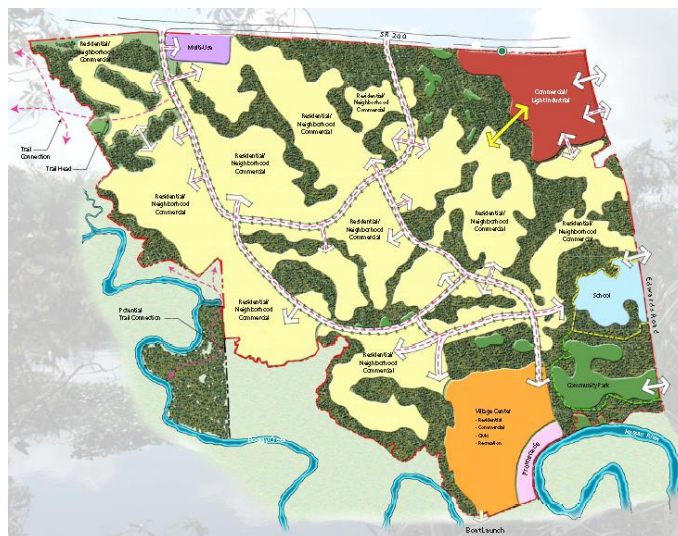 SR 200
Residential/
Neighborhood
Commercial
Multi-Use
Commercial/
Light Industrial
Residential/
Neighborhood
Commercial
Residential/
Neighborhood
Commercial
Trail
Connection
Trail Head
Residential/
Neighborhood
Commercial
Residential/
Neighborhood
Commercial
Residential/
Neighborhood
Commercial
Residential/
Neighborhood
Commercial
Residential/
Neighborhood
Commercial
Edwards Road
School
Potential
Trail Connection
Residential/
Neighborhood
Commercial
Residential/
Neighborhood
Commercial
Community Park
Village Center
- Residential
- Commercial
- Civic
- Recreation
Promenade
Nassau River
Boat Launch